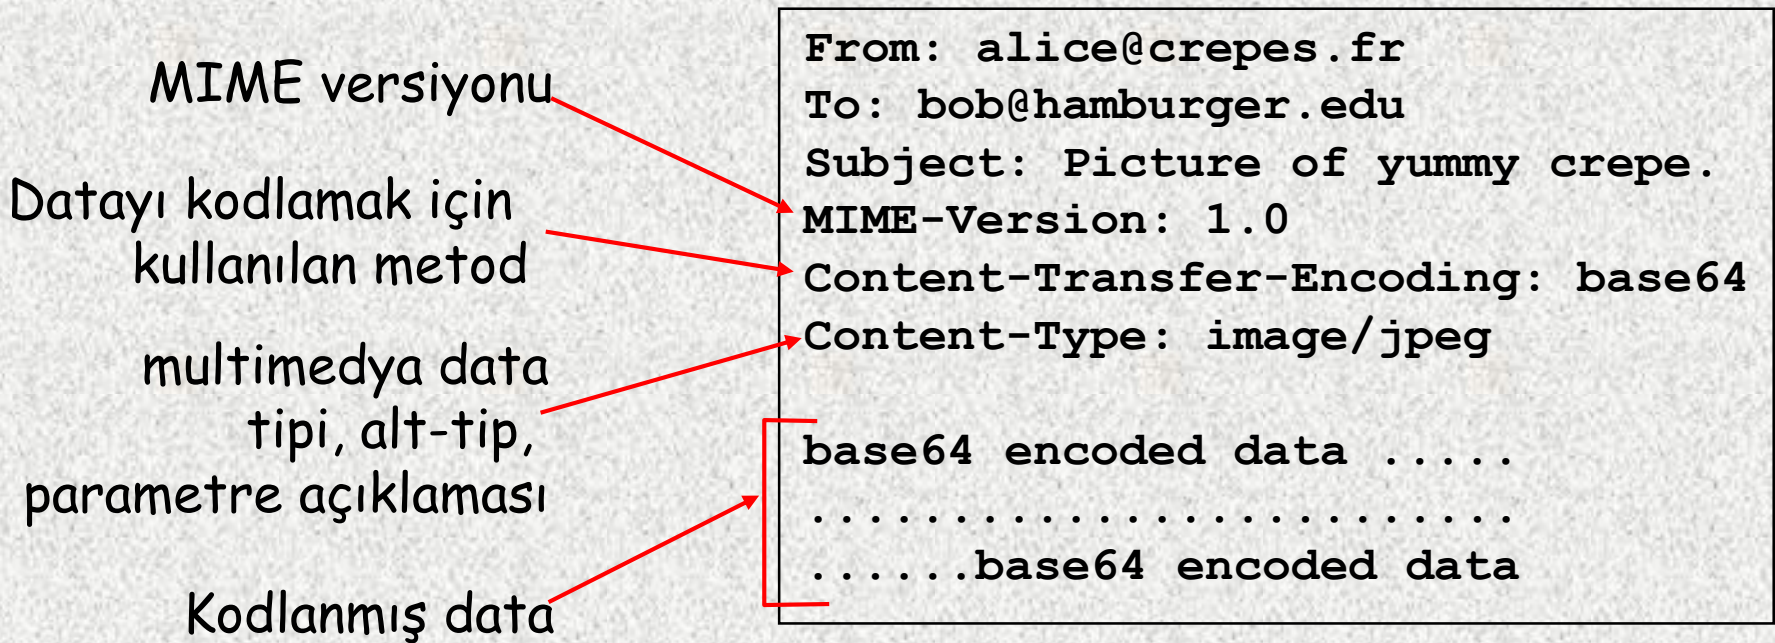 MIME versiyonu
Datayı kodlamak için
kullanılan metod
multimedya data
tipi, alt-tip,
parametre açıklaması
Kodlanmış data
From: alice@crepes.fr
To: bob@hamburger.edu
Subject: Picture of yummy crepe.
MIME-Version: 1.0
Content-Transfer-Encoding: base64
Content-Type: image/jpeg
base64 encoded data .....
.........................
......base64 encoded data